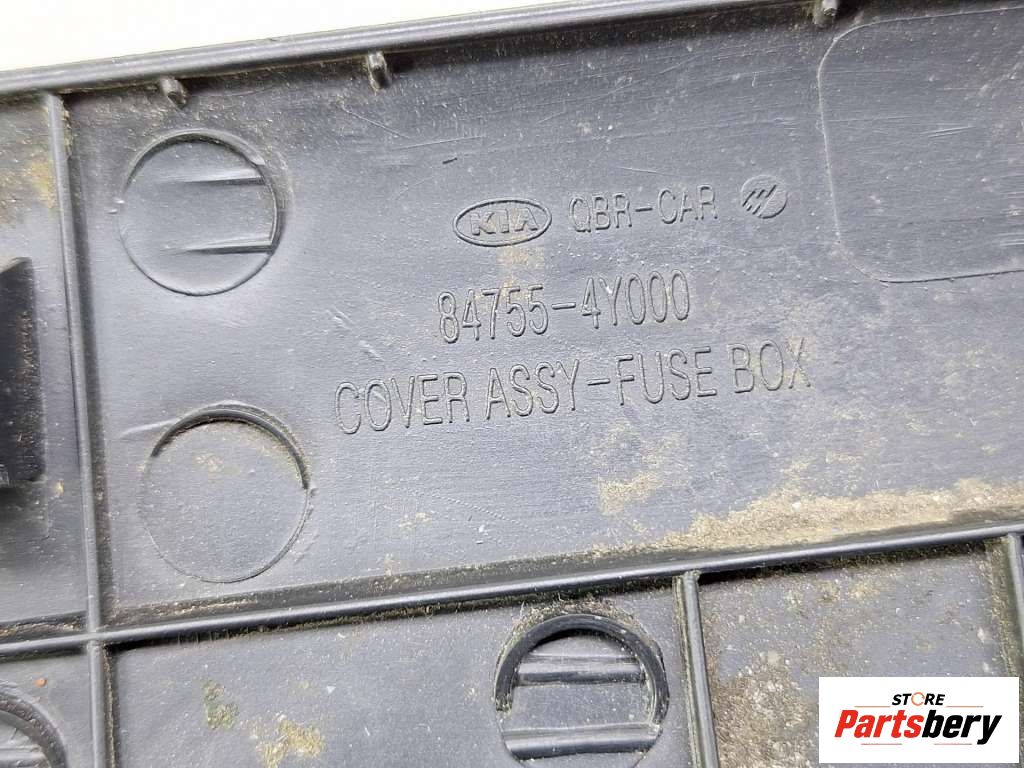 KIA QBR-CAR
84755-4Y000
COVER ASSY-FUSE BOX
STORE
Partsbery